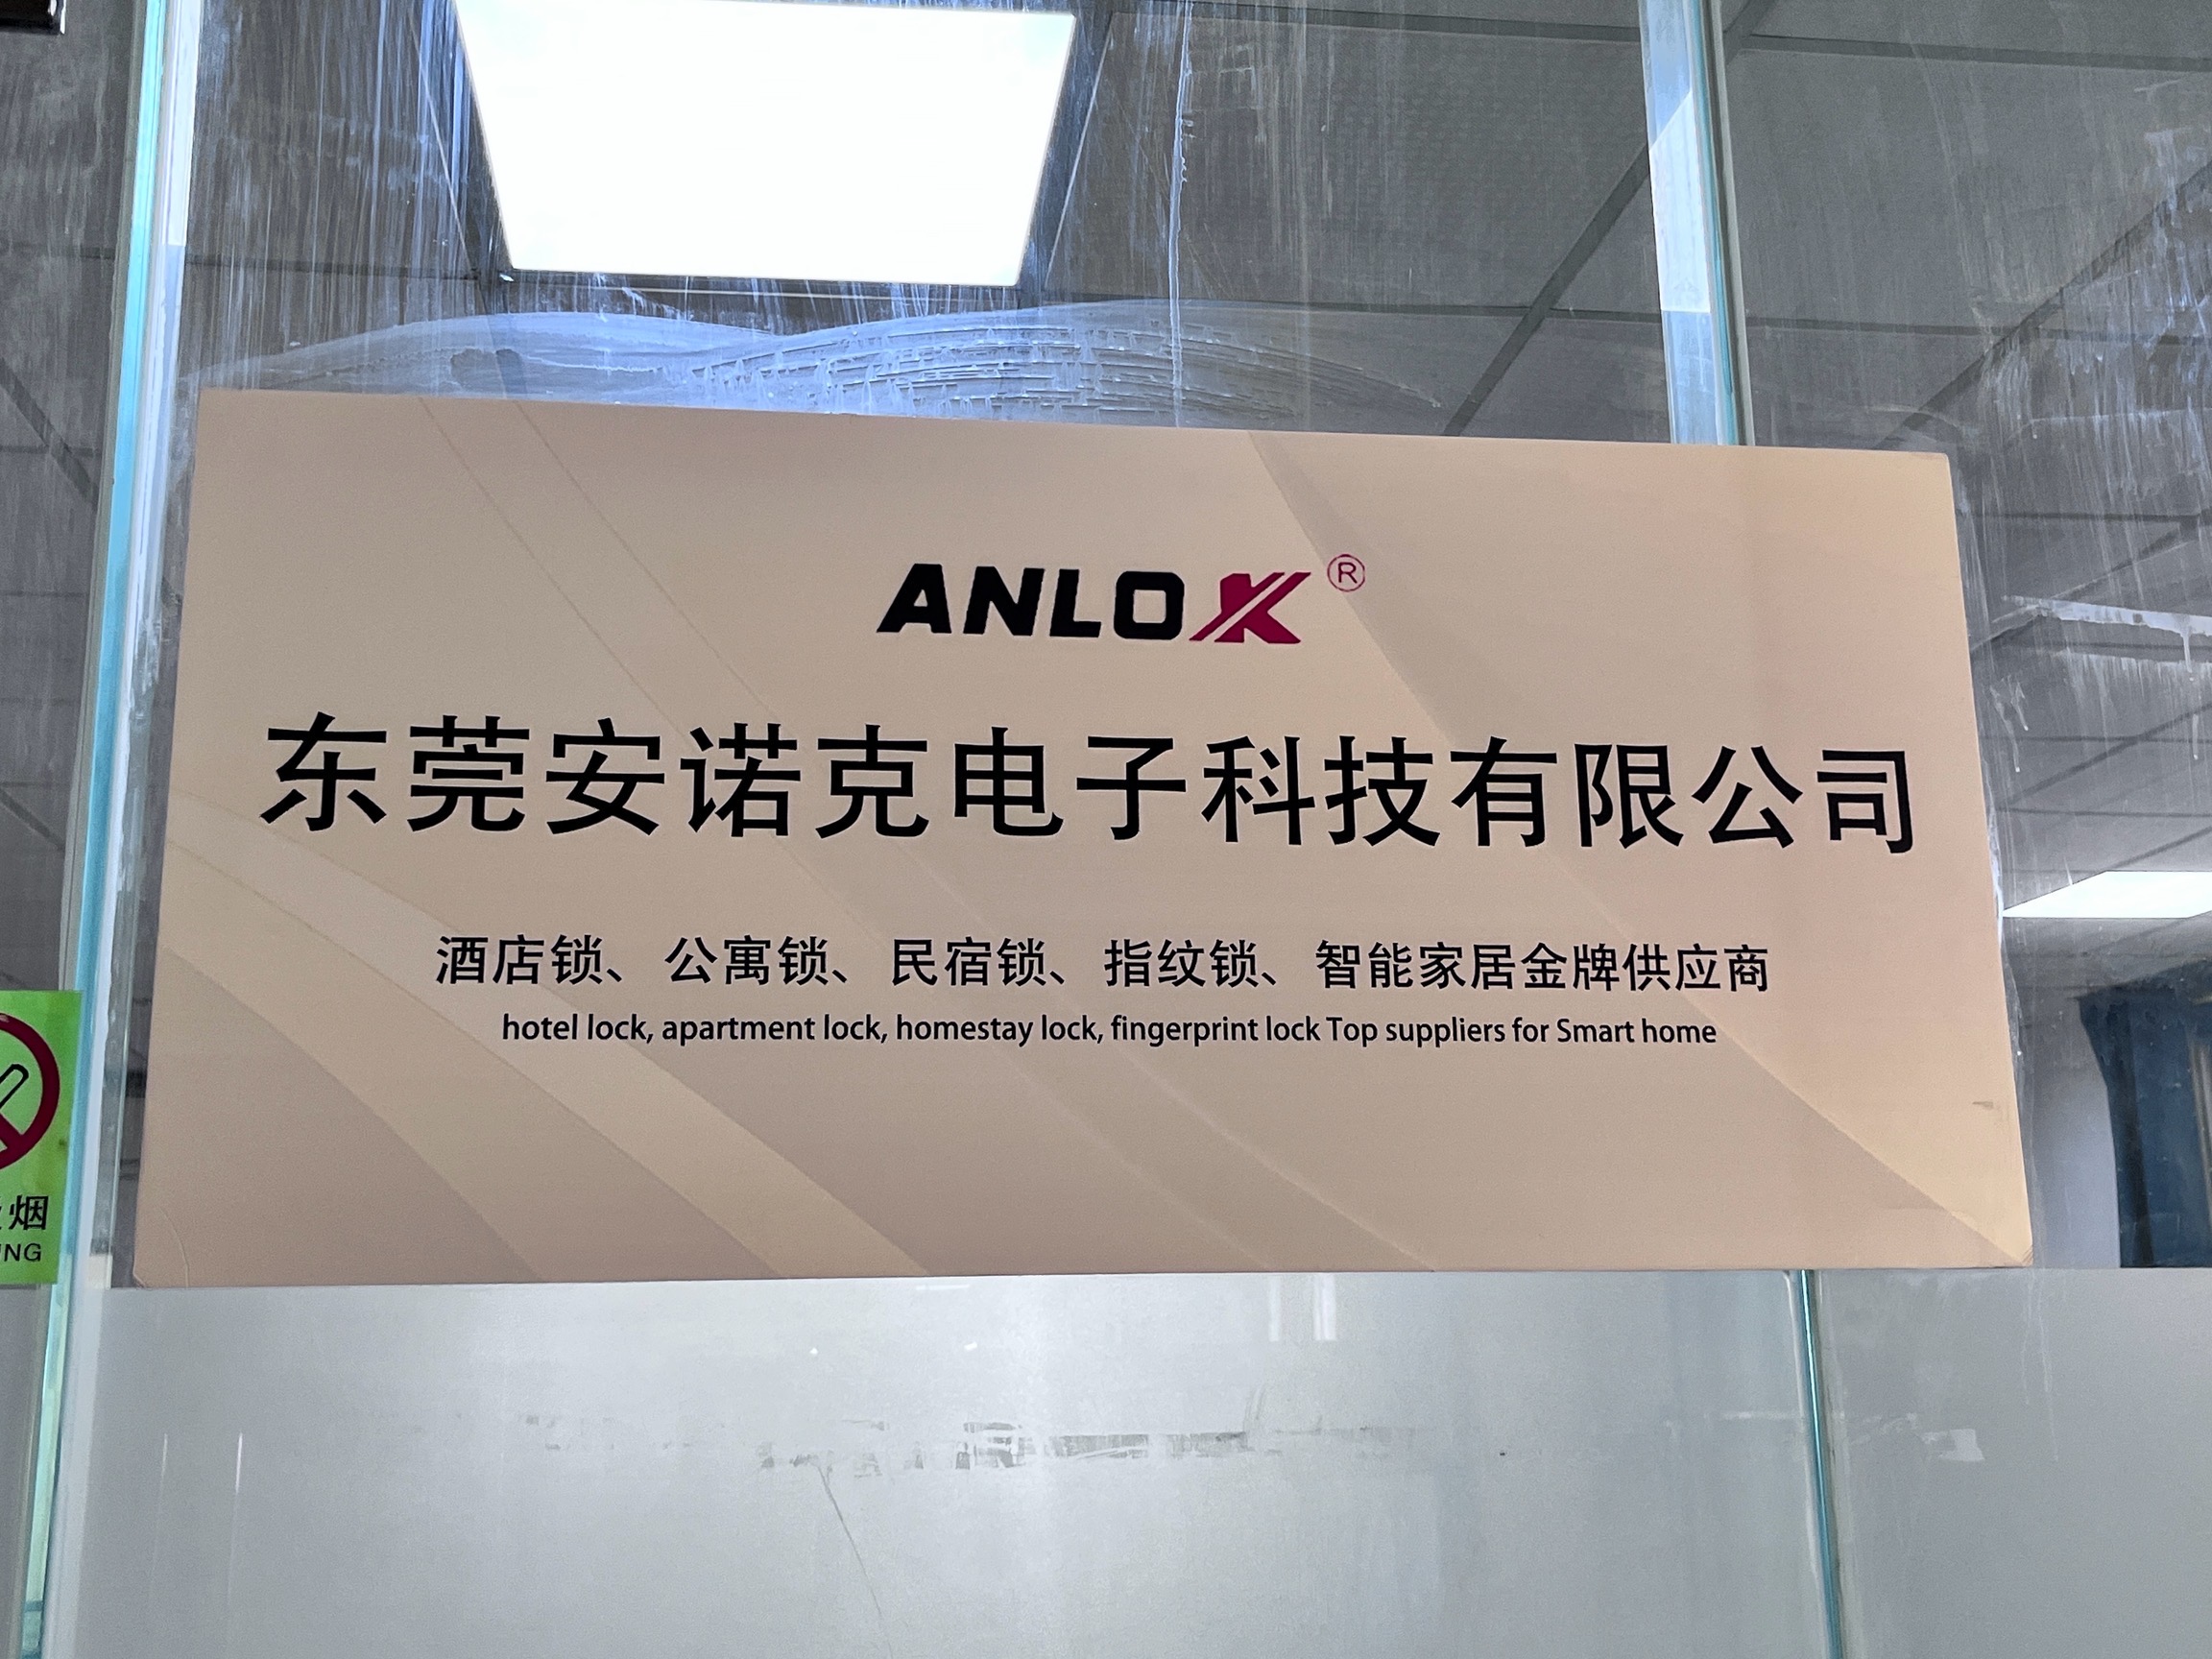 ANLOK®
东莞安诺克电子科技有限公司
酒店锁、公寓锁、民宿锁、指纹锁、智能家居金牌供应商
hotel lock, apartment lock, homestay lock, fingerprint lock Top suppliers for Smart home
烟
NG